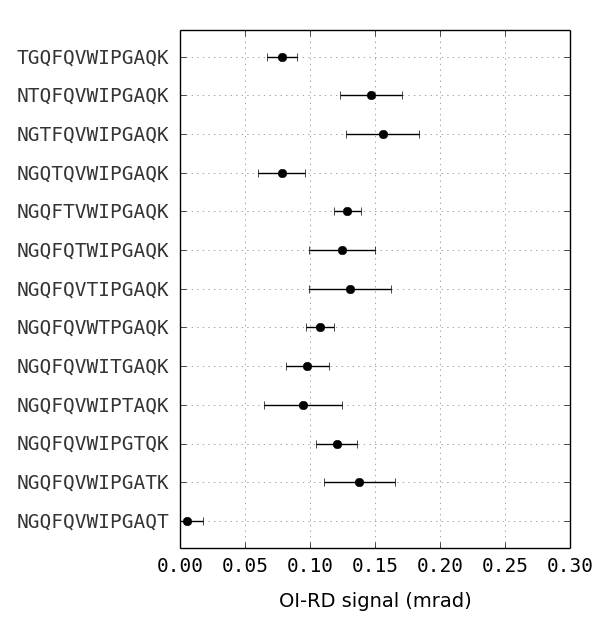 TGQFQVWIPGAQK
NTQFQVWIPGAQK
NGTFQVWIPGAQK
NGQTQVWIPGAQK
NGQFTVWIPGAQK
NGQFQTWIPGAQK
NGQFQVTIPGAQK
NGQFQVWTPGAQK
NGQFQVWITGAQK
NGQFQVWIPTAQK
NGQFQVWIPGTQK
NGQFQVWIPGATK
NGQFQVWIPGAQT
0.00 0.05 0.10 0.15 0.20 0.25 0.30
OI-RD signal (mrad)